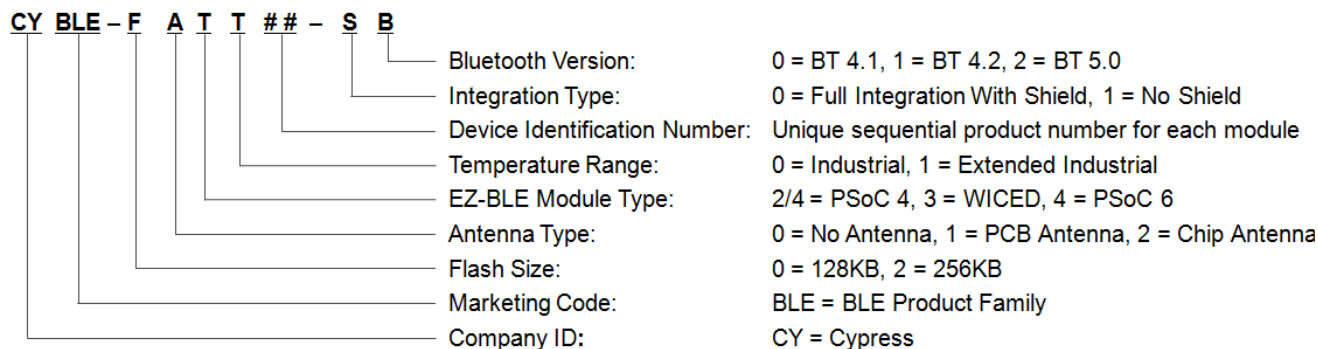 CY BLE – F A T T ## – S B
Bluetooth Version: 0 = BT 4.1, 1 = BT 4.2, 2 = BT 5.0
Integration Type: 0 = Full Integration With Shield, 1 = No Shield
Device Identification Number: Unique sequential product number for each module
Temperature Range: 0 = Industrial, 1 = Extended Industrial
EZ-BLE Module Type: 2/4 = PSoC 4, 3 = WICED, 4 = PSoC 6
Antenna Type: 0 = No Antenna, 1 = PCB Antenna, 2 = Chip Antenna
Flash Size: 0 = 128KB, 2 = 256KB
Marketing Code: BLE = BLE Product Family
Company ID: CY = Cypress